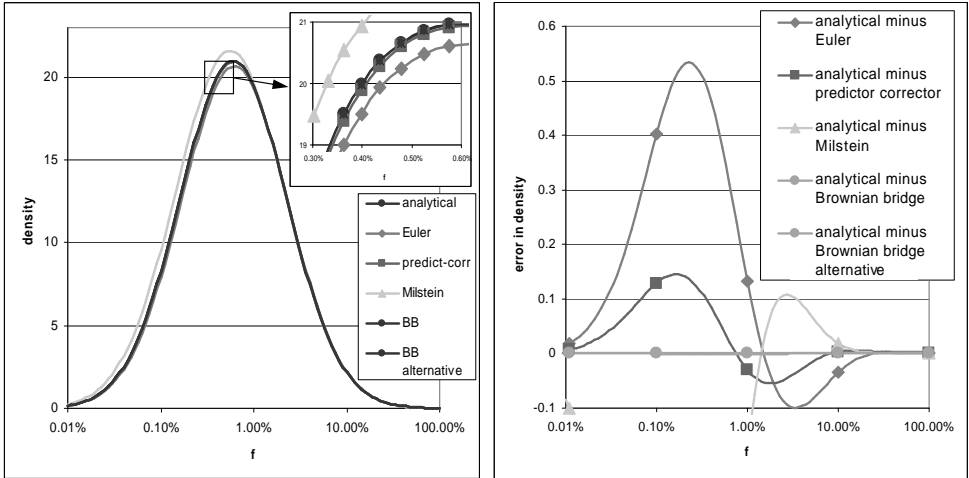 20
15
10
5
0
0.01%
0.10%
1.00%
10.00%
100.00%
f
density
21
20
19
0.30%
0.40%
0.50%
0.60%
f
analytical
Euler
predict-corr
Milstein
BB
BB
alternative
0.6
0.5
0.4
0.3
0.2
0.1
0
-0.1
0.01%
0.10%
1.00%
10.00%
100.00%
f
error in density
analytical minus
Euler
analytical minus
predictor corrector
analytical minus
Milstein
analytical minus
Brownian bridge
analytical minus
Brownian bridge
alternative